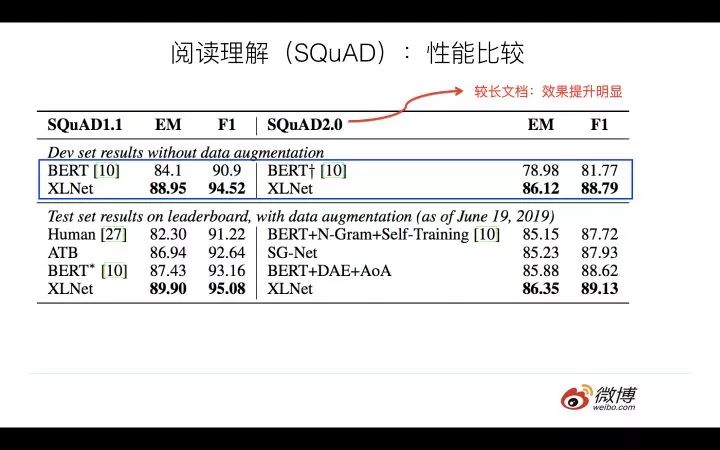 阅读理解（SQuAD）：性能比较
较长文档：效果提升明显
SQuAD1.1 EM F1 SQuAD2.0 EM F1
Dev set results without data augmentation
BERT [10] 84.1 90.9 BERT† [10] 78.98 81.77
XLNet 88.95 94.52 XLNet 86.12 88.79
Test set results on leaderboard, with data augmentation (as of June 19, 2019)
Human [27] 82.30 91.22 BERT+N-Gram+Self-Training [10] 85.15 87.72
ATB 86.94 92.64 SG-Net 85.23 87.93
BERT* [10] 87.43 93.16 BERT+DAE+AoA 85.88 88.62
XLNet 89.90 95.08 XLNet 86.35 89.13
微博
weibo.com